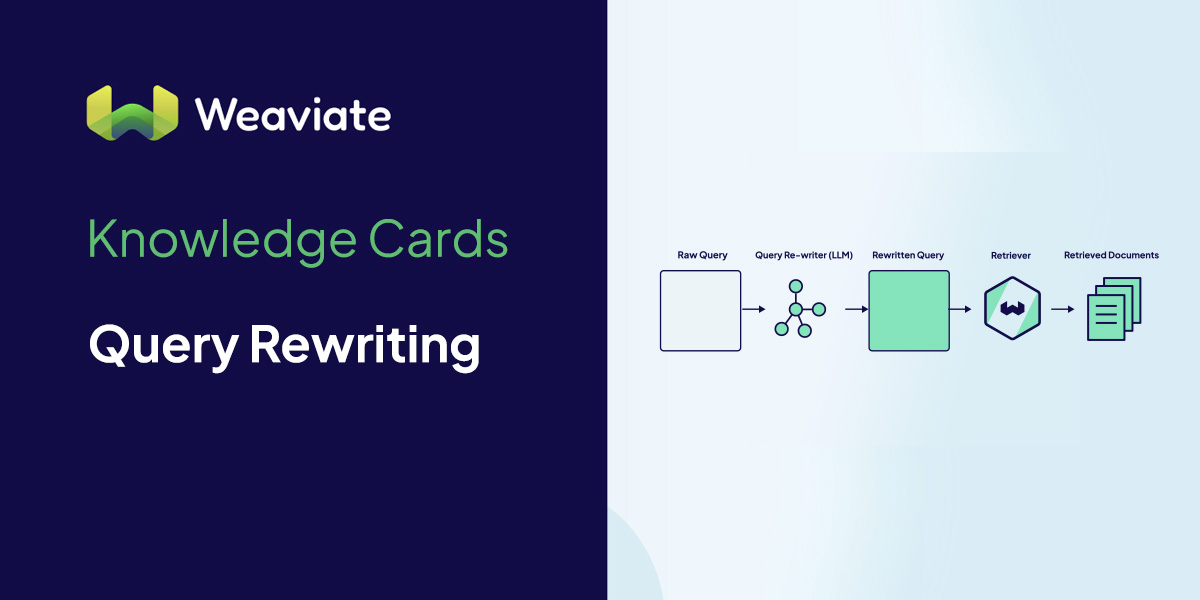 Weaviate
Knowledge Cards
Query Rewriting
Raw Query
Query Re-writer (LLM)
Rewritten Query
Retriever
Retrieved Documents